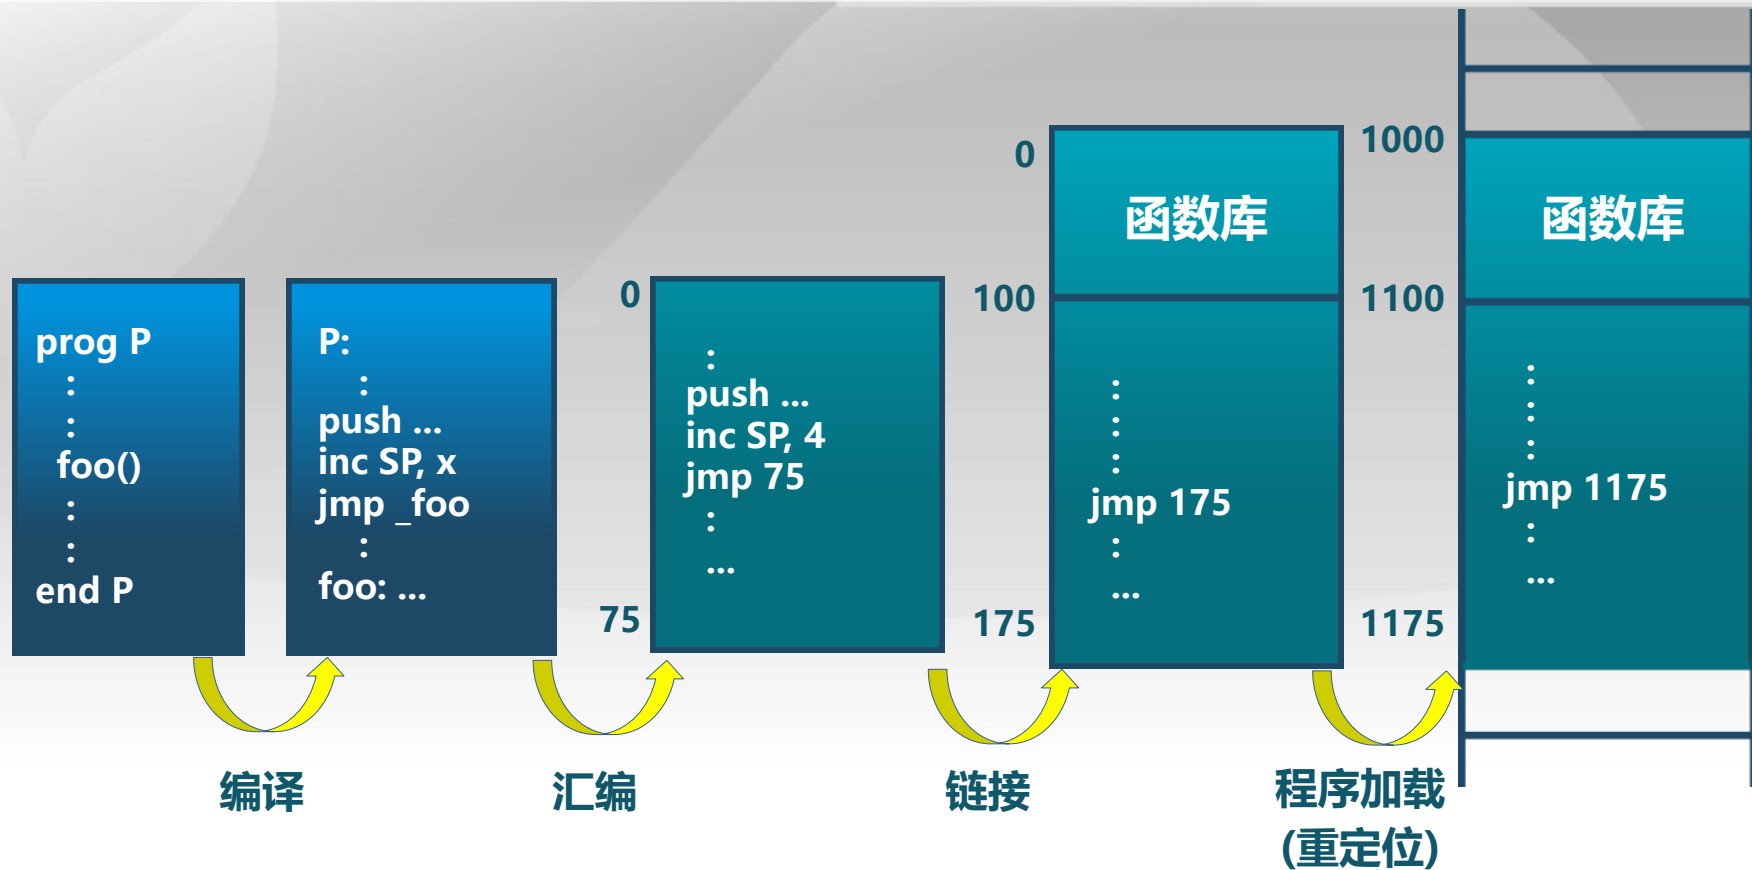 prog P
:
:
foo()
:
:
end P
P:
:
push ...
inc SP, x
jmp _foo
:
foo: ...
0
:
push ...
inc SP, 4
jmp 75
:
...
75
0
函数库
100
:
:
:
jmp 175
:
...
175
1000
函数库
1100
:
:
:
jmp 1175
:
...
1175
编译
汇编
链接
程序加载
(重定位)